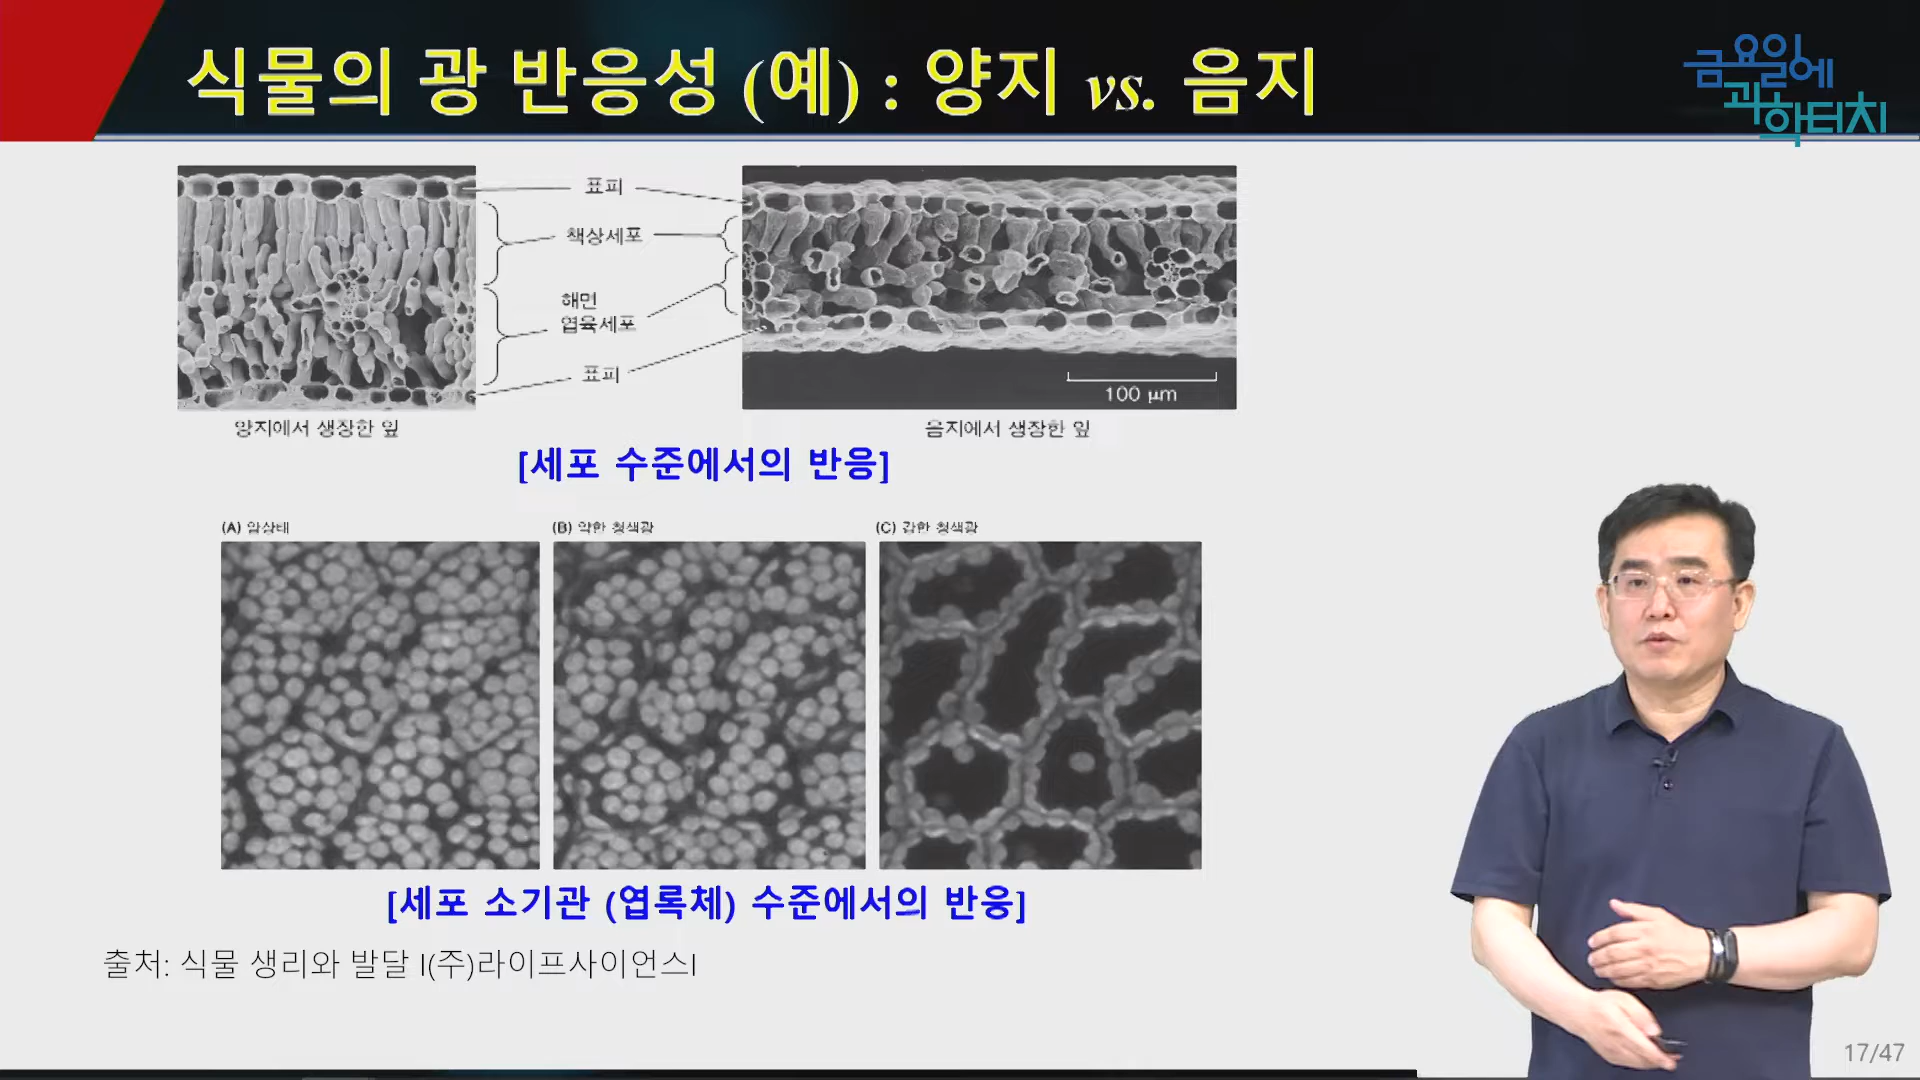 식물의 광 반응성 (예) : 양지 vs. 음지
금요일에
과학터치
표피
책상세포
해면
엽육세포
표피
100 μm
양지에서 생장한 잎
음지에서 생장한 잎
[세포 수준에서의 반응]
(A) 암상태
(B) 약한 청색광
(C) 강한 청색광
[세포 소기관 (엽록체) 수준에서의 반응]
출처: 식물 생리와 발달 |(주)라이프사이언스|
17/47